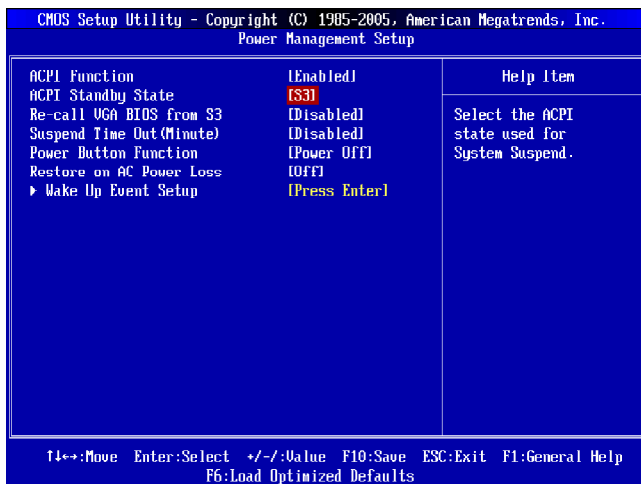 CMOS Setup Utility - Copyright (C) 1985-2005, American Megatrends, Inc.
Power Management Setup
ACPI Function [Enabled]
ACPI Standby State [S3]
Re-call VGA BIOS from S3 [Disabled]
Suspend Time Out(Minute) [Disabled]
Power Button Function [Power Off]
Restore on AC Power Loss [Off]
▶ Wake Up Event Setup [Press Enter]
Help Item
Select the ACPI
state used for
System Suspend.
↑↓←→:Move Enter:Select +/-/:Value F10:Save ESC:Exit F1:General Help
F6:Load Optimized Defaults